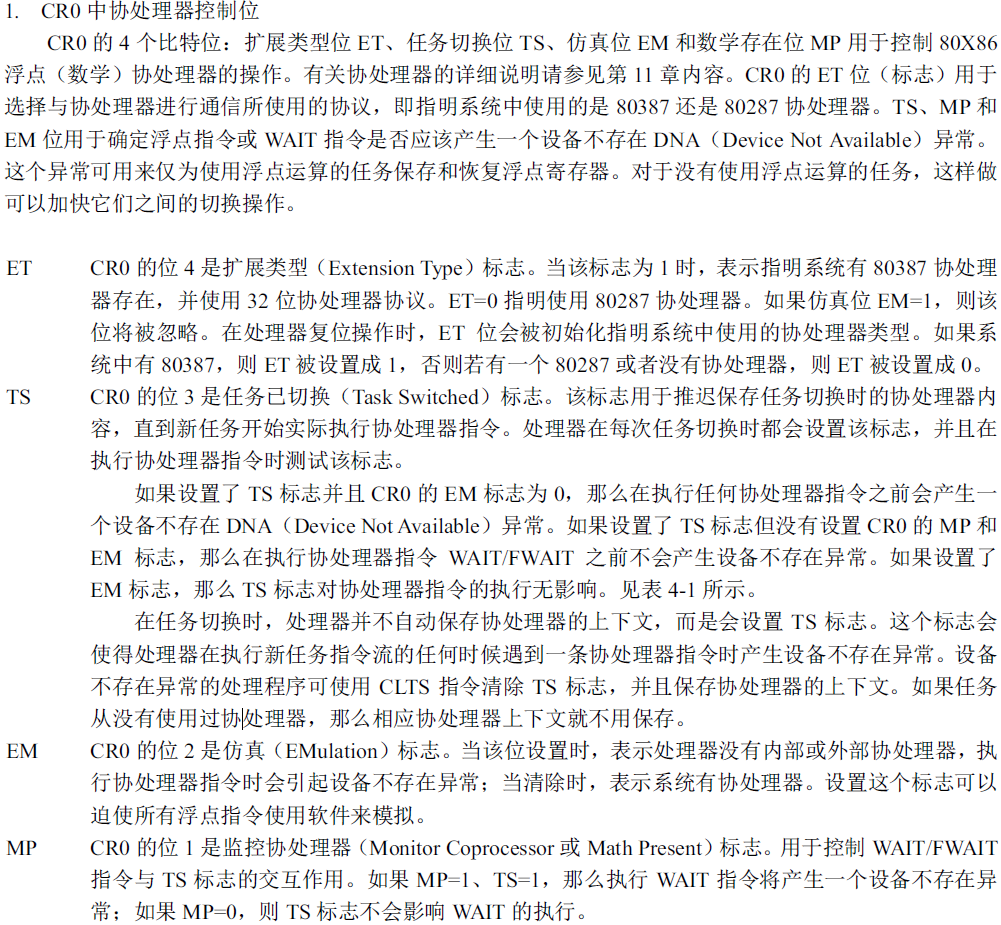 1. CR0 中协处理器控制位
CR0 的 4 个比特位：扩展类型位 ET、任务切换位 TS、仿真位 EM 和数学存在位 MP 用于控制 80X86
浮点（数学）协处理器的操作。有关协处理器的详细说明请参见第 11 章内容。CR0 的 ET 位（标志）用于
选择与协处理器进行通信所使用的协议，即指明系统中使用的是 80387 还是 80287 协处理器。TS、MP 和
EM 位用于确定浮点指令或 WAIT 指令是否应该产生一个设备不存在 DNA（Device Not Available）异常。
这个异常可用来仅为使用浮点运算的任务保存和恢复浮点寄存器。对于没有使用浮点运算的任务，这样做
可以加快它们之间的切换操作。
ET CR0 的位 4 是扩展类型（Extension Type）标志。当该标志为 1 时，表示指明系统有 80387 协处理
器存在，并使用 32 位协处理器协议。ET=0 指明使用 80287 协处理器。如果仿真位 EM=1，则该
位将被忽略。在处理器复位操作时，ET 位会被初始化指明系统中使用的协处理器类型。如果系
统中有 80387，则 ET 被设置成 1，否则若有一个 80287 或者没有协处理器，则 ET 被设置成 0。
TS CR0 的位 3 是任务已切换（Task Switched）标志。该标志用于推迟保存任务切换时的协处理器内
容，直到新任务开始实际执行协处理器指令。处理器在每次任务切换时都会设置该标志，并且在
执行协处理器指令时测试该标志。
如果设置了 TS 标志并且 CR0 的 EM 标志为 0，那么在执行任何协处理器指令之前会产生一
个设备不存在 DNA（Device Not Available）异常。如果设置了 TS 标志但没有设置 CR0 的 MP 和
EM 标志，那么在执行协处理器指令 WAIT/FWAIT 之前不会产生设备不存在异常。如果设置了
EM 标志，那么 TS 标志对协处理器指令的执行无影响。见表 4-1 所示。
在任务切换时，处理器并不自动保存协处理器的上下文，而是会设置 TS 标志。这个标志会
使得处理器在执行新任务指令流的任何时候遇到一条协处理器指令时产生设备不存在异常。设备
不存在异常的处理程序可使用 CLTS 指令清除 TS 标志，并且保存协处理器的上下文。如果任务
从没有使用过协处理器，那么相应协处理器上下文就不用保存。
EM CR0 的位 2 是仿真（EMulation）标志。当该位设置时，表示处理器没有内部或外部协处理器，执
行协处理器指令时会引起设备不存在异常；当清除时，表示系统有协处理器。设置这个标志可以
迫使所有浮点指令使用软件来模拟。
MP CR0 的位 1 是监控协处理器（Monitor Coprocessor 或 Math Present）标志。用于控制 WAIT/FWAIT
指令与 TS 标志的交互作用。如果 MP=1、TS=1，那么执行 WAIT 指令将产生一个设备不存在异
常；如果 MP=0，则 TS 标志不会影响 WAIT 的执行。